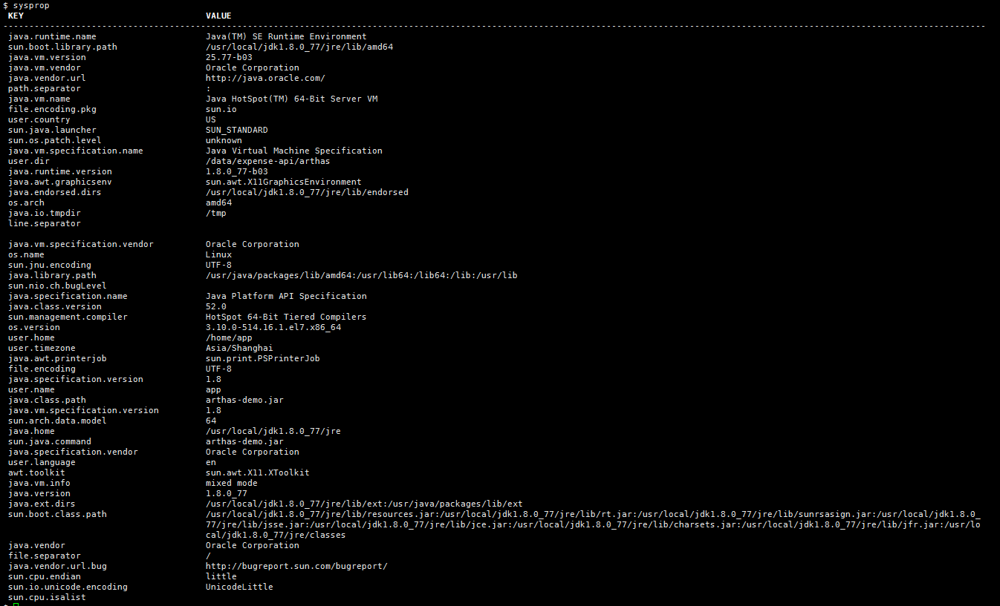 $ sysprop
KEY VALUE
java.runtime.name Java(TM) SE Runtime Environment
sun.boot.library.path /usr/local/jdk1.8.0_77/jre/lib/amd64
java.vm.version 25.77-b03
java.vm.vendor Oracle Corporation
java.vendor.url http://java.oracle.com/
path.separator :
java.vm.name Java HotSpot(TM) 64-Bit Server VM
file.encoding.pkg sun.io
user.country US
sun.java.launcher SUN_STANDARD
sun.os.patch.level unknown
java.vm.specification.name Java Virtual Machine Specification
user.dir /data/expense-api/arthas
java.runtime.version 1.8.0_77-b03
java.awt.graphicsenv sun.awt.X11GraphicsEnvironment
java.endorsed.dirs /usr/local/jdk1.8.0_77/jre/lib/endorsed
os.arch amd64
java.io.tmpdir /tmp
line.separator
java.vm.specification.vendor Oracle Corporation
os.name Linux
sun.jnu.encoding UTF-8
java.library.path /usr/java/packages/lib/amd64:/usr/lib64:/lib64:/lib:/usr/lib
sun.nio.ch.bugLevel
java.specification.name Java Platform API Specification
java.class.version 52.0
sun.management.compiler HotSpot 64-Bit Tiered Compilers
os.version 3.10.0-514.16.1.el7.x86_64
user.home /home/app
user.timezone Asia/Shanghai
java.awt.printerjob sun.print.PSPrinterJob
file.encoding UTF-8
java.specification.version 1.8
user.name app
java.class.path arthas-demo.jar
java.vm.specification.version 1.8
sun.arch.data.model 64
java.home /usr/local/jdk1.8.0_77/jre
sun.java.command arthas-demo.jar
java.specification.vendor Oracle Corporation
user.language en
awt.toolkit sun.awt.X11.XToolkit
java.vm.info mixed mode
java.version 1.8.0_77
java.ext.dirs /usr/local/jdk1.8.0_77/jre/lib/ext:/usr/java/packages/lib/ext
sun.boot.class.path /usr/local/jdk1.8.0_77/jre/lib/resources.jar:/usr/local/jdk1.8.0_77/jre/lib/rt.jar:/usr/local/jdk1.8.0_77/jre/lib/sunrsasign.jar:/usr/local/jdk1.8.0_
77/jre/lib/jsse.jar:/usr/local/jdk1.8.0_77/jre/lib/jce.jar:/usr/local/jdk1.8.0_77/jre/lib/charsets.jar:/usr/local/jdk1.8.0_77/jre/lib/jfr.jar:/usr/lo
cal/jdk1.8.0_77/jre/classes
java.vendor Oracle Corporation
file.separator /
java.vendor.url.bug http://bugreport.sun.com/bugreport/
sun.cpu.endian little
sun.io.unicode.encoding UnicodeLittle
sun.cpu.isalist